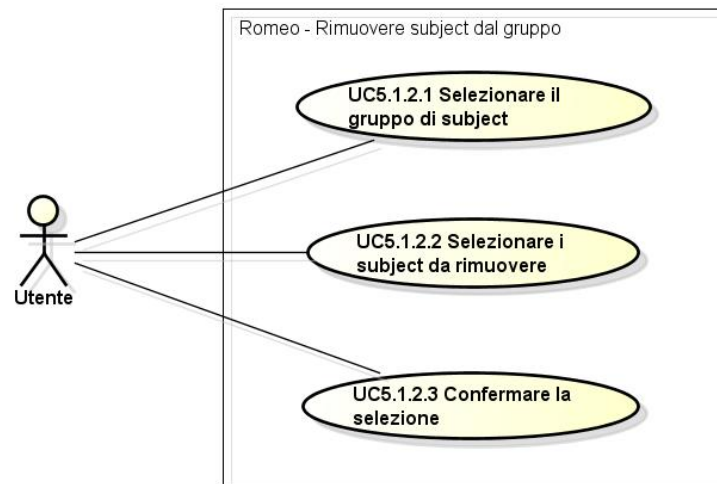 Romeo - Rimuovere subject dal gruppo
UC5.1.2.1 Selezionare il
gruppo di subject
UC5.1.2.2 Selezionare i
subject da rimuovere
Utente
UC5.1.2.3 Confermare la
selezione